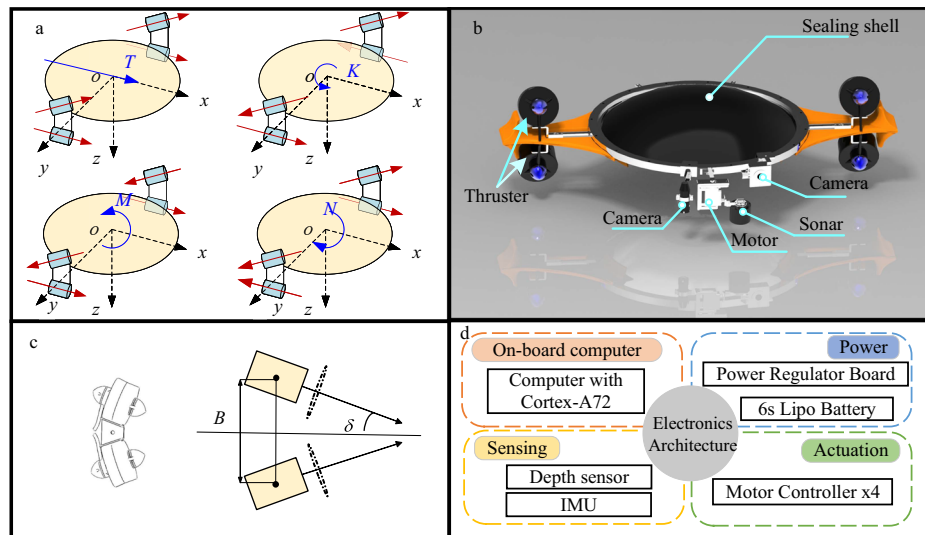 a
o
T
x
y
z
o
K
x
y
z
o
M
x
y
z
o
N
x
y
z
b
Sealing shell
Thruster
Camera
Camera
Sonar
Motor
c
B
δ
d
On-board computer
Computer with
Cortex-A72
Power
Power Regulator Board
6s Lipo Battery
Electronics
Architecture
Sensing
Depth sensor
IMU
Actuation
Motor Controller x4